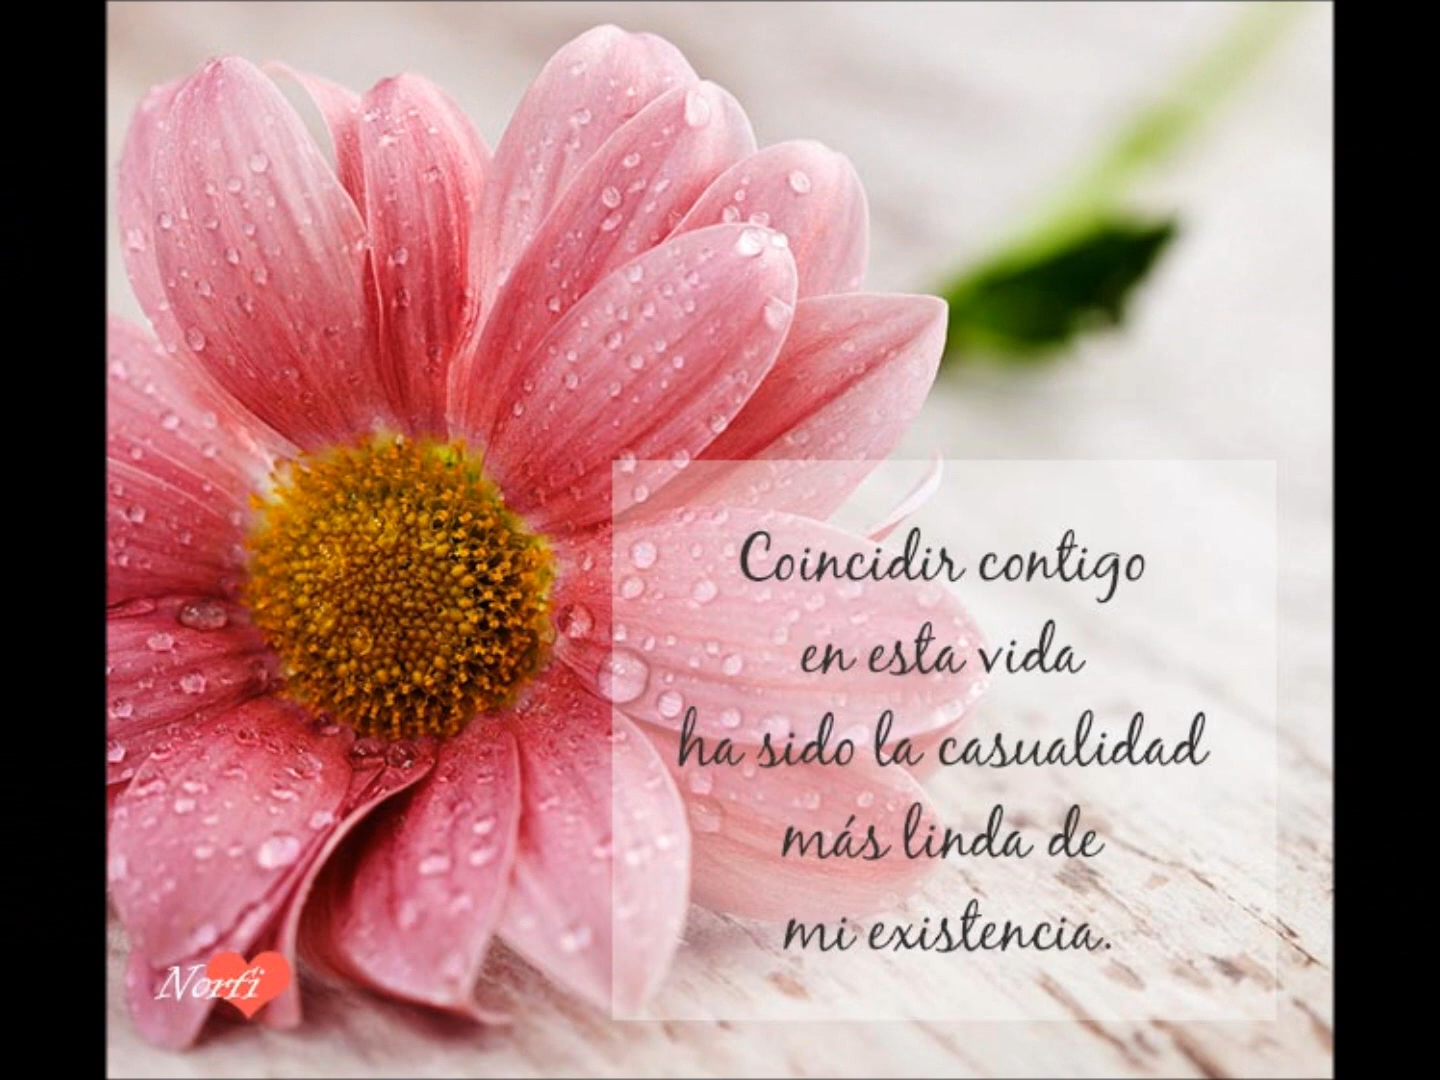 Coincidir contigo
en esta vida
ha sido la casualidad
más linda de
mi existencia.
Norfi